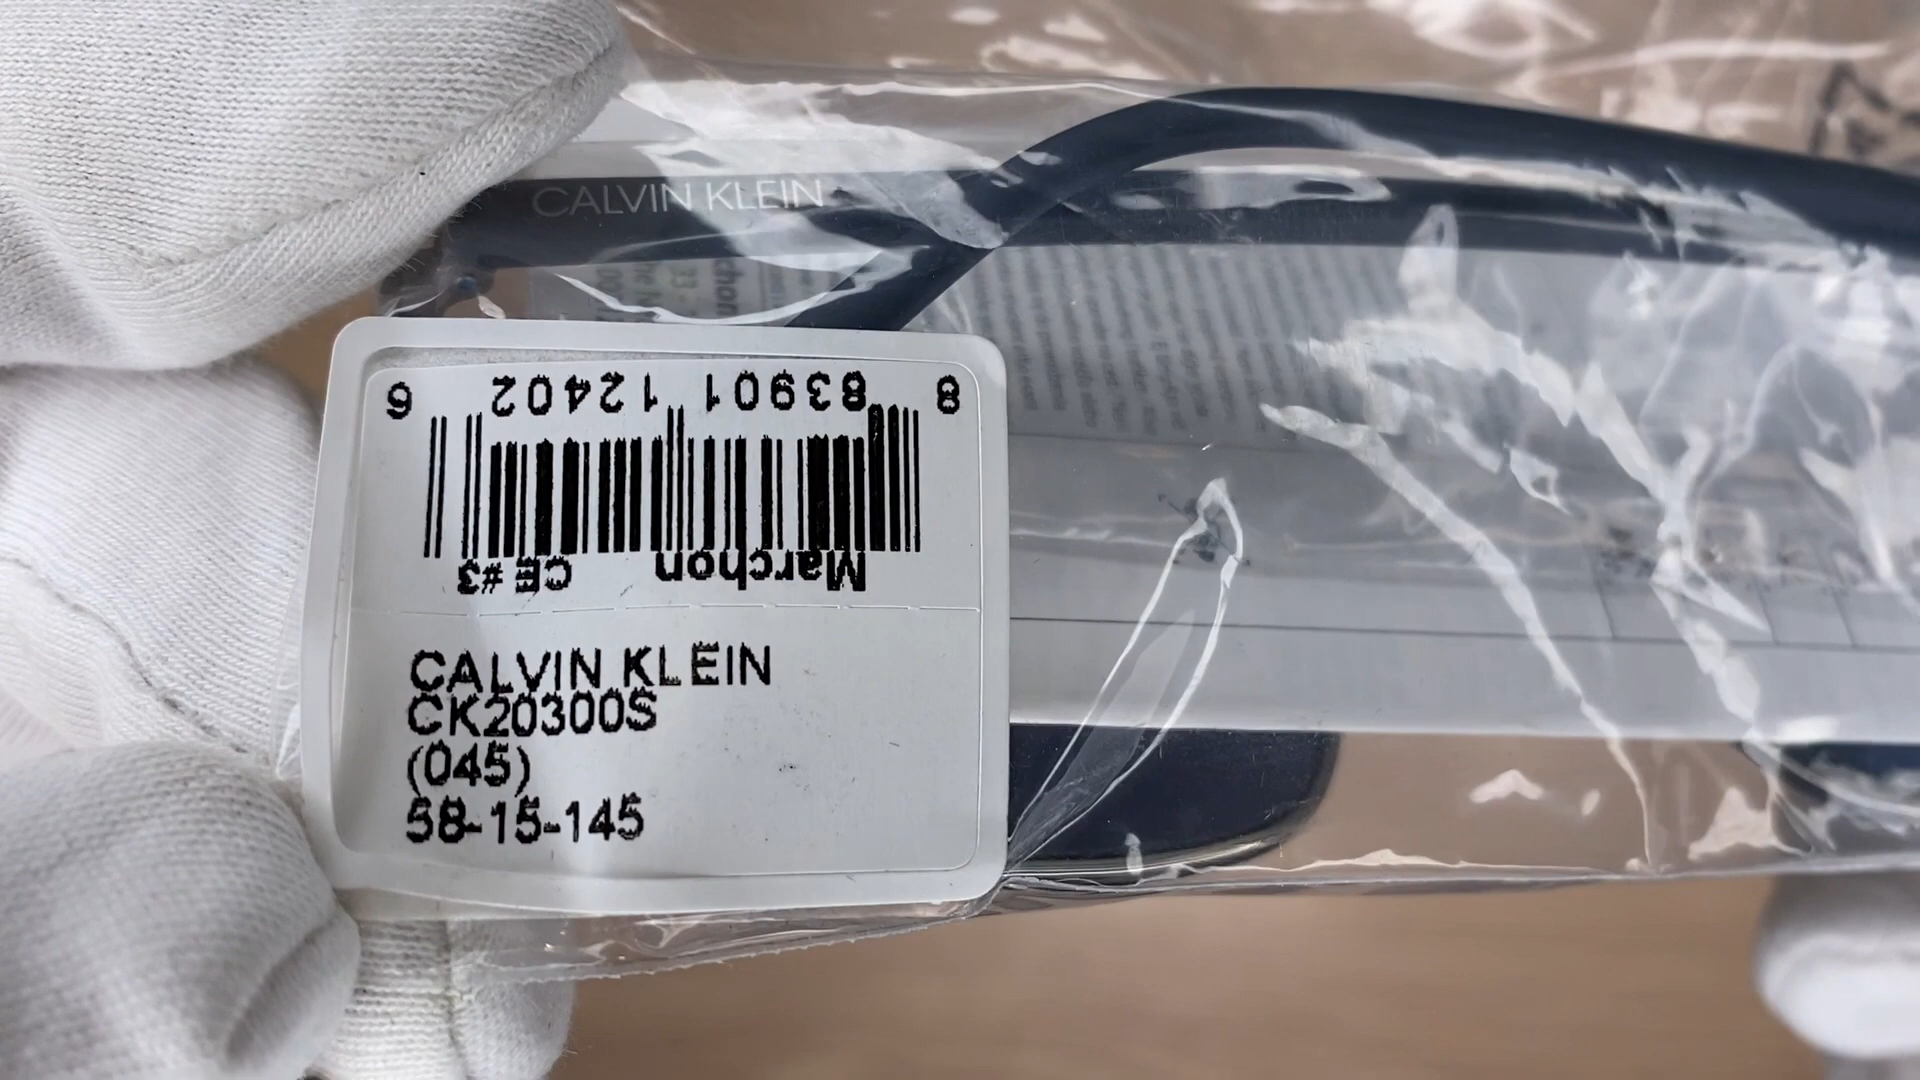 CALVIN KLEIN
8 83901 12402 6
Marchon CE #3
CALVIN KLEIN
CK20300S
(045)
58-15-145